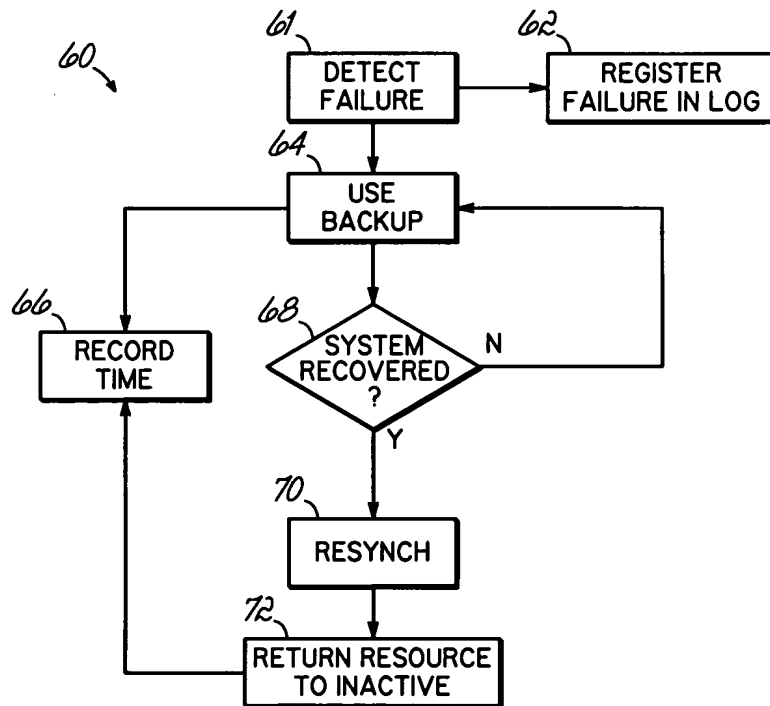 60
61
DETECT
FAILURE
62
REGISTER
FAILURE IN LOG
64
USE
BACKUP
66
RECORD
TIME
68
SYSTEM
RECOVERED
?
N
Y
70
RESYNCH
72
RETURN RESOURCE
TO INACTIVE